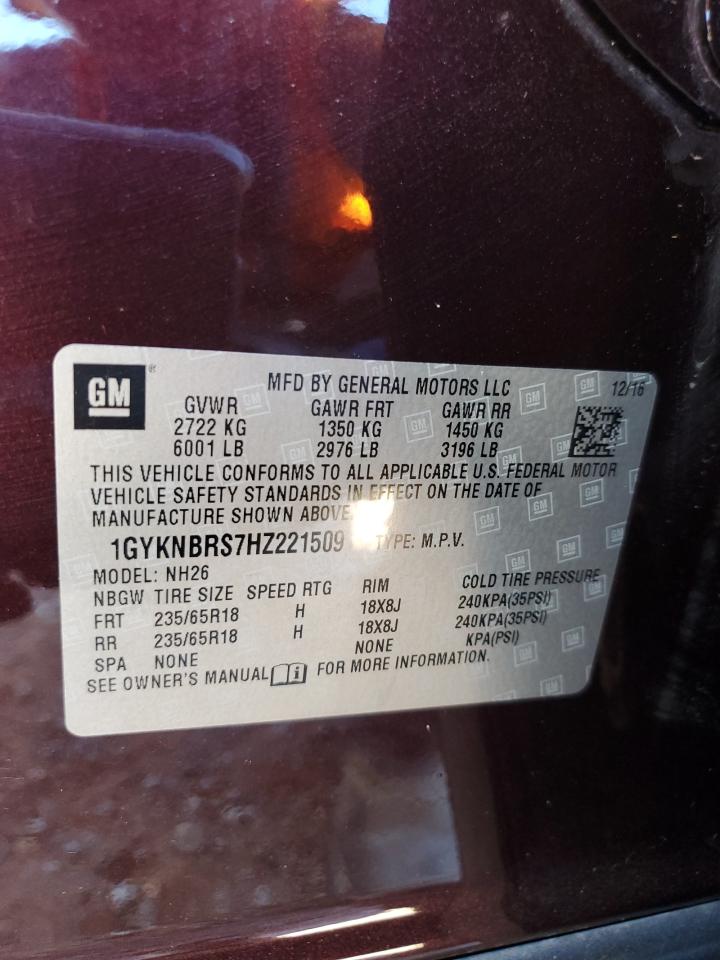 GM
MFD BY GENERAL MOTORS LLC 12/16
GVWR GAWR FRT GAWR RR
2722 KG 1350 KG 1450 KG
6001 LB 2976 LB 3196 LB
THIS VEHICLE CONFORMS TO ALL APPLICABLE U.S. FEDERAL MOTOR
VEHICLE SAFETY STANDARDS IN EFFECT ON THE DATE OF
MANUFACTURE SHOWN ABOVE.
1GYKNBRS7HZ221509 TYPE: M.P.V.
MODEL: NH26
NBGW TIRE SIZE SPEED RTG RIM COLD TIRE PRESSURE
FRT 235/65R18 H 18X8J 240KPA(35PSI)
RR 235/65R18 H 18X8J 240KPA(35PSI)
SPA NONE NONE KPA(PSI)
SEE OWNER'S MANUAL FOR MORE INFORMATION.